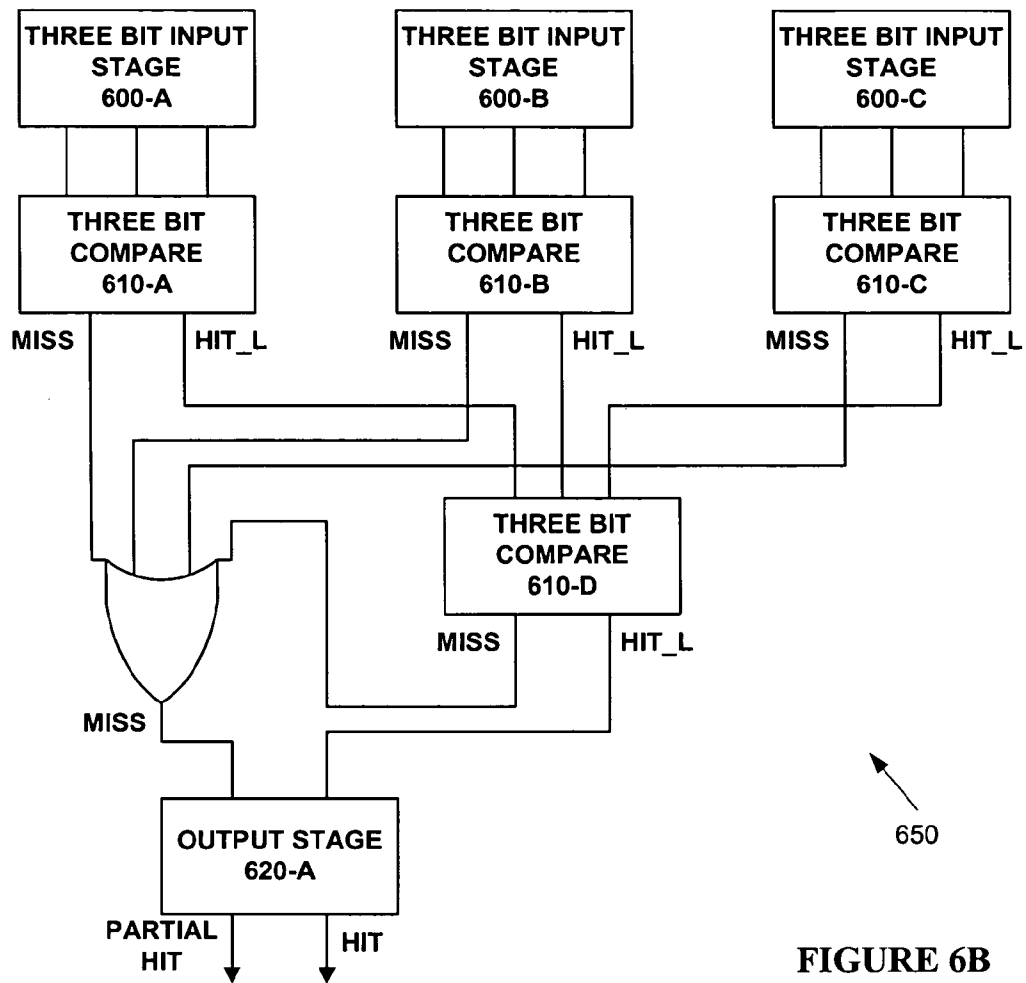 THREE BIT INPUT
STAGE
600-A
THREE BIT INPUT
STAGE
600-B
THREE BIT INPUT
STAGE
600-C
THREE BIT
COMPARE
610-A
THREE BIT
COMPARE
610-B
THREE BIT
COMPARE
610-C
MISS
HIT_L
MISS
HIT_L
MISS
HIT_L
THREE BIT
COMPARE
610-D
MISS
HIT_L
MISS
OUTPUT STAGE
620-A
650
PARTIAL
HIT
HIT
FIGURE 6B